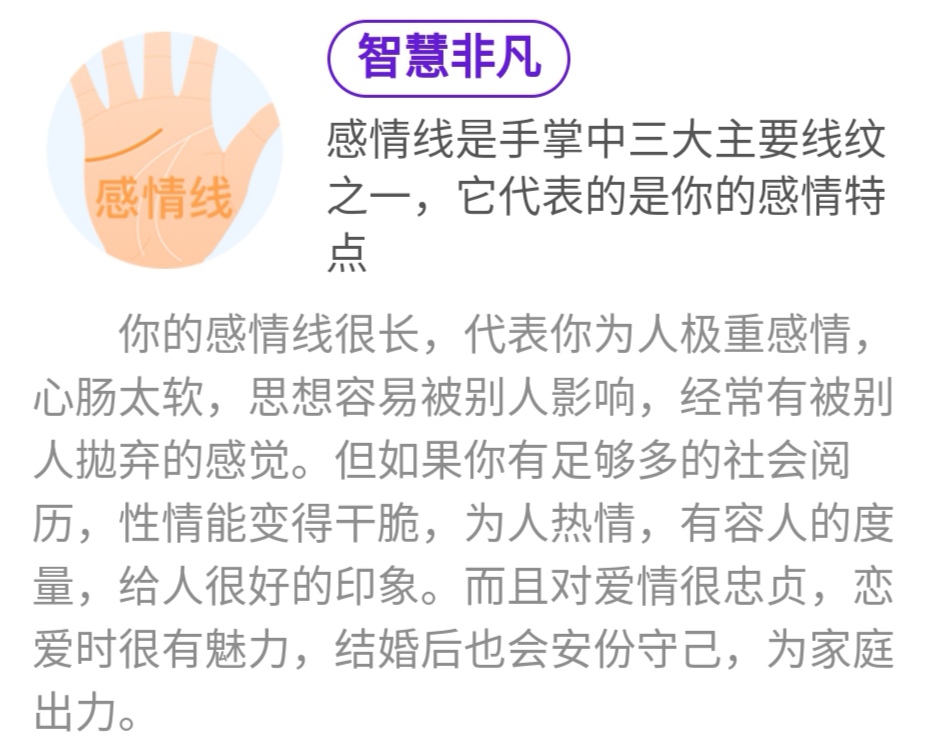 智慧非凡
感情线是手掌中三大主要线纹
之一，它代表的是你的感情特
点
感情线
你的感情线很长，代表你为人极重感情，
心肠太软，思想容易被别人影响，经常有被别
人抛弃的感觉。但如果你有足够多的社会阅
历，性情能变得干脆，为人热情，有容人的度
量，给人很好的印象。而且对爱情很忠贞，恋
爱时很有魅力，结婚后也会安份守己，为家庭
出力。